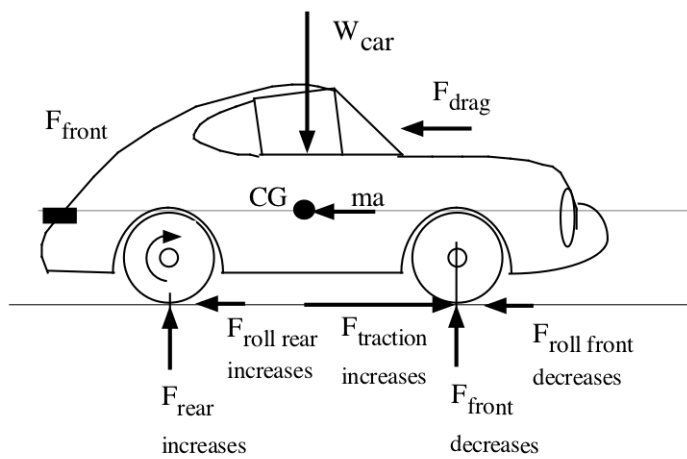 W car
F drag
F front
CG
ma
F roll rear
increases
F traction
increases
F roll front
decreases
F rear
increases
F front
decreases